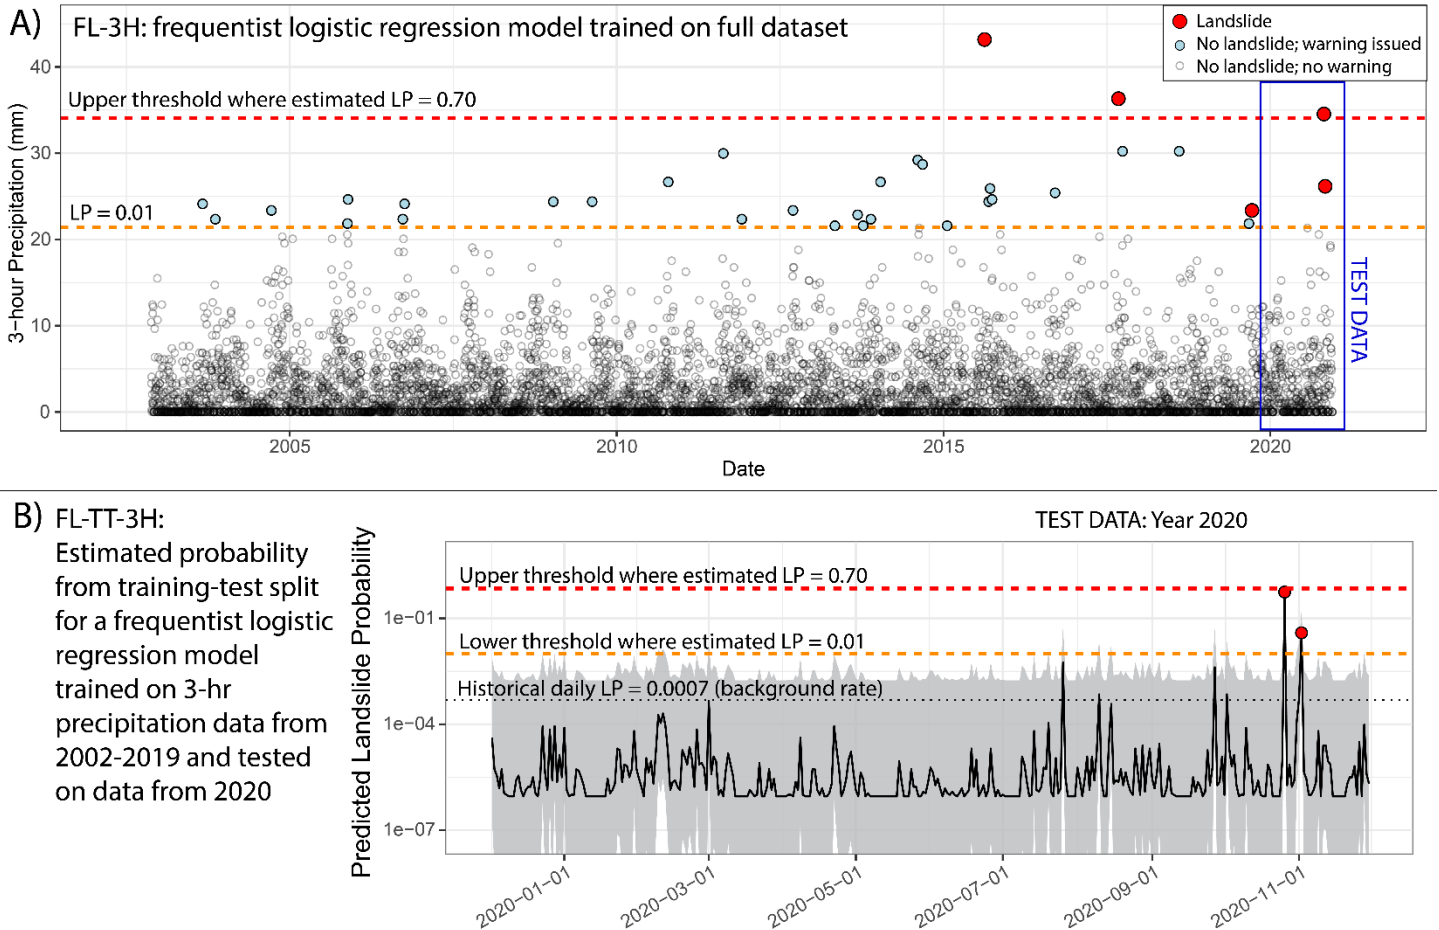 A)
FL-3H: frequentist logistic regression model trained on full dataset
Landslide
No landslide; warning issued
No landslide; no warning
3-hour Precipitation (mm)
40
30
20
10
0
Upper threshold where estimated LP = 0.70
LP = 0.01
TEST DATA
2005
2010
2015
2020
Date
B)
FL-TT-3H:
Estimated probability
from training-test split
for a frequentist logistic
regression model
trained on 3-hr
precipitation data from
2002-2019 and tested
on data from 2020
TEST DATA: Year 2020
Predicted Landslide Probability
1e−01
1e−04
1e−07
Upper threshold where estimated LP = 0.70
Lower threshold where estimated LP = 0.01
Historical daily LP = 0.0007 (background rate)
2020−01−01
2020−03−01
2020−05−01
2020−07−01
2020−09−01
2020−11−01